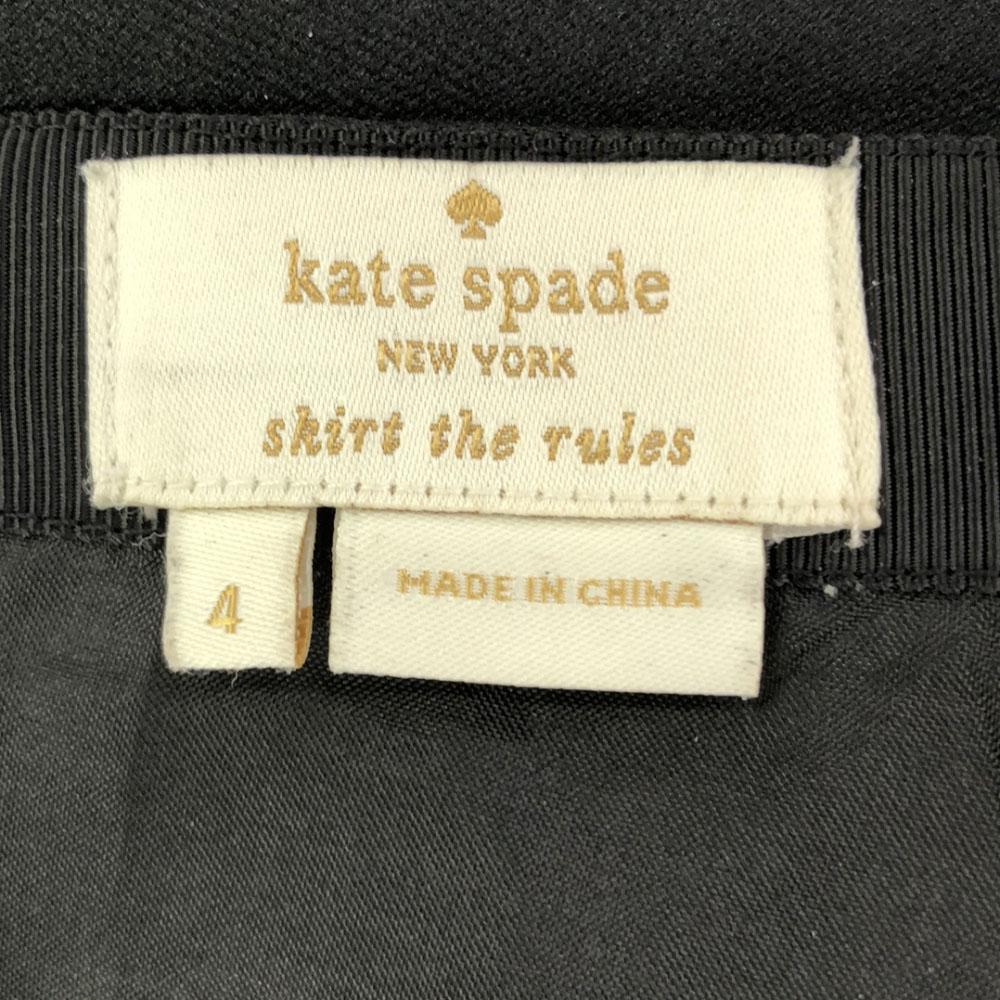 kate spade
NEW YORK
skirt the rules
4
MADE IN CHINA